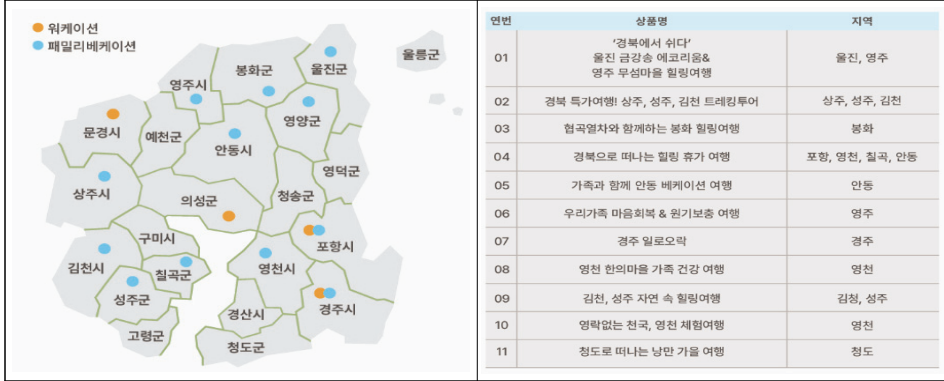 워케이션
패밀리베케이션
울릉군
봉화군
울진군
영주시
문경시
예천군
안동시
영양군
영덕군
상주시
의성군
청송군
구미시
포항시
김천시
칠곡군
영천시
성주군
경산시
경주시
고령군
청도군
연번 상품명 지역
01 '경북에서 쉬다'
울진 금강송 에코리움&
영주 무섬마을 힐링여행 울진, 영주
02 경북 특가여행! 상주, 성주, 김천 트레킹투어 상주, 성주, 김천
03 협곡열차와 함께하는 봉화 힐링여행 봉화
04 경북으로 떠나는 힐링 휴가 여행 포항, 영천, 칠곡, 안동
05 가족과 함께 안동 베케이션 여행 안동
06 우리가족 마음회복 & 원기보충 여행 영주
07 경주 일로오락 경주
08 영천 한의마을 가족 건강 여행 영천
09 김천, 성주 자연 속 힐링여행 김청, 성주
10 영락없는 천국, 영천 체험여행 영천
11 청도로 떠나는 낭만 가을 여행 청도